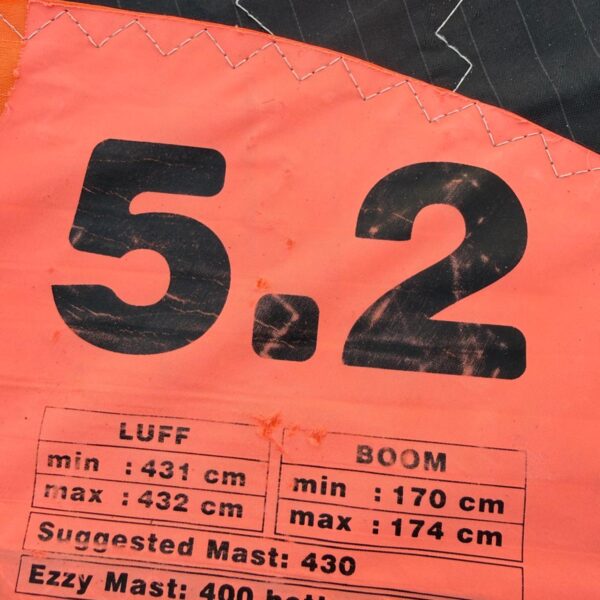 5.2
LUFF
min : 431 cm
max : 432 cm
BOOM
min : 170 cm
max : 174 cm
Suggested Mast: 430
Ezzy Mast: 400